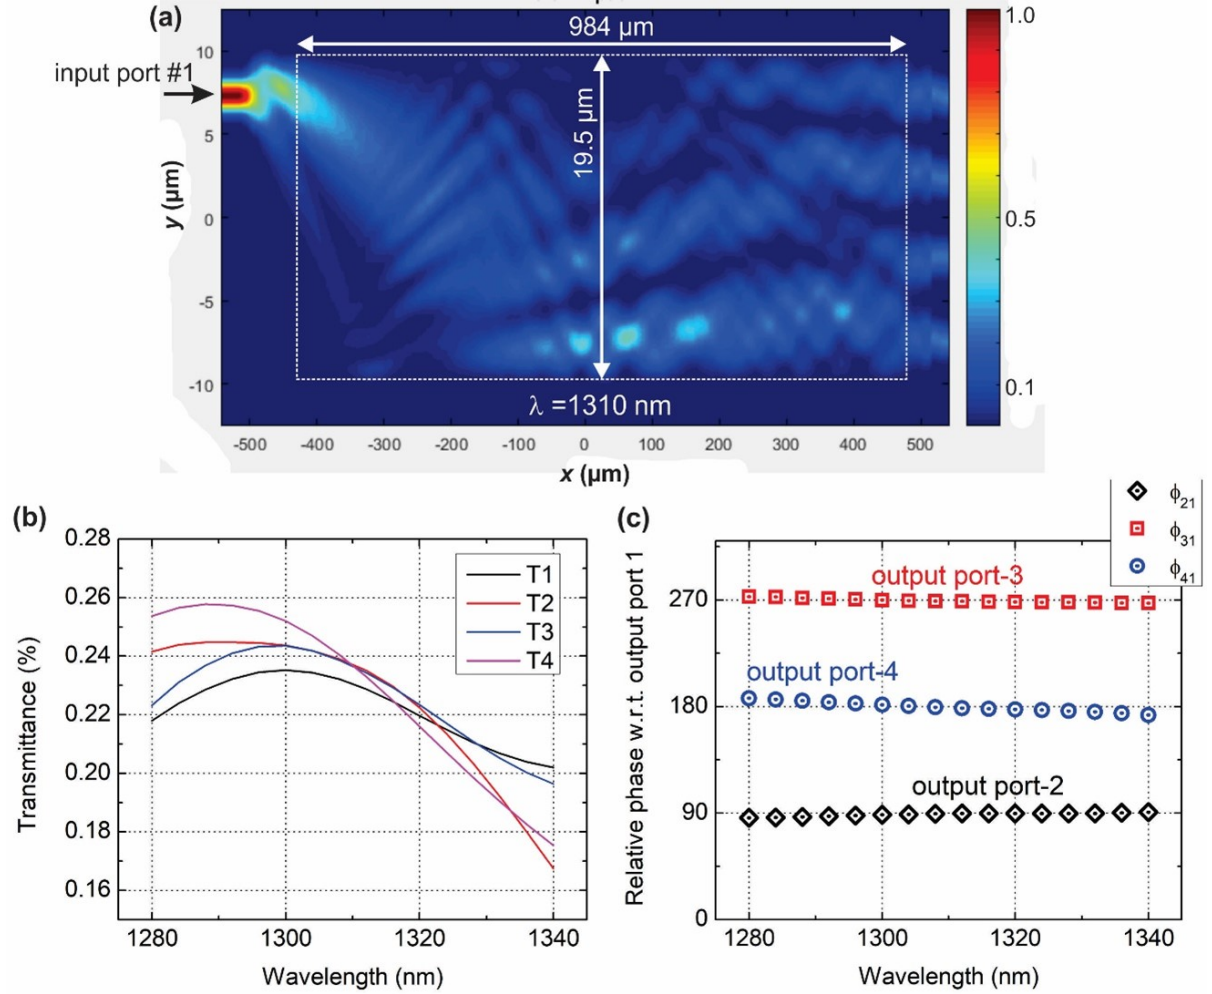 (a)
984 µm
1.0
10
input port #1
5
19.5 µm
y (µm)
0
0.5
-5
-10
0.1
λ =1310 nm
-500 -400 -300 -200 -100 0 100 200 300 400 500
x (µm)
(b)
0.28
0.26
0.24
0.22
0.20
0.18
0.16
Transmittance (%)
T1
T2
T3
T4
1280 1300 1320 1340
Wavelength (nm)
(c)
ϕ21
ϕ31
ϕ41
Relative phase w.r.t. output port 1
output port-3
270
output port-4
180
output port-2
90
0
1280 1300 1320 1340
Wavelength (nm)